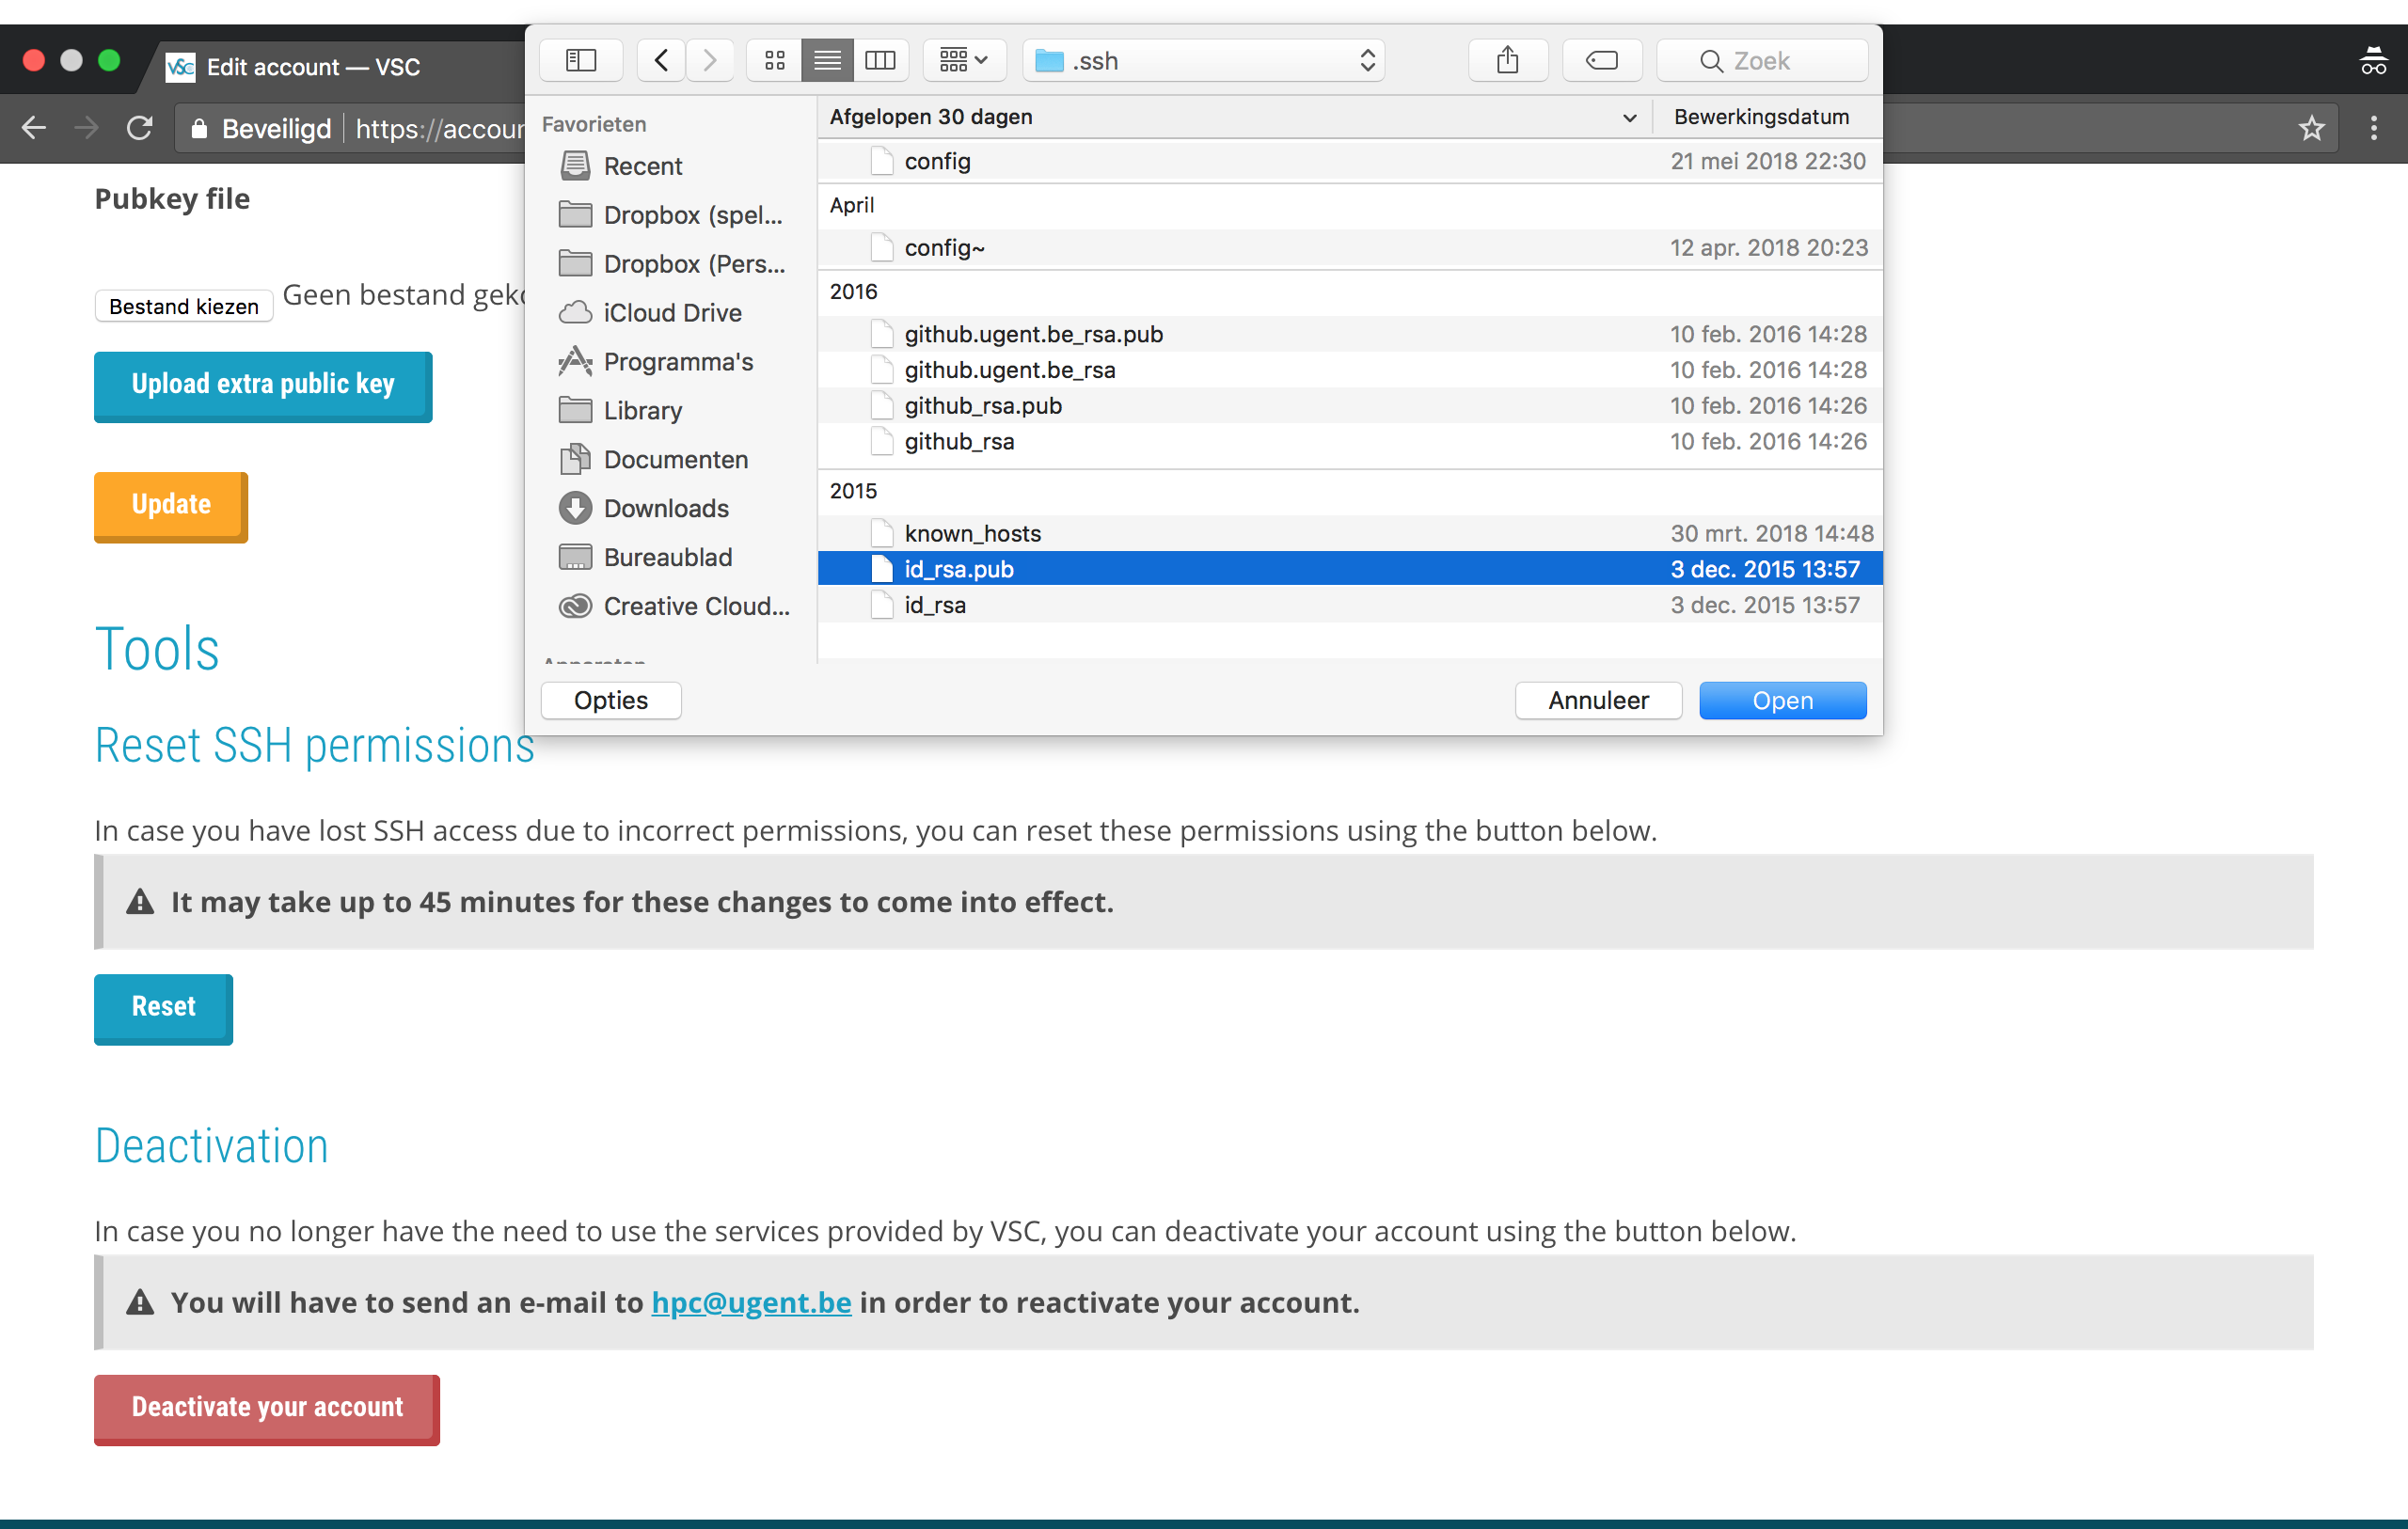 VSC Edit account — VSC
Beveiligd https://accour
.ssh
Zoek
Favorieten
Recent
Dropbox (spel...
Dropbox (Pers...
iCloud Drive
Programma's
Library
Documenten
Downloads
Bureaublad
Creative Cloud...
Afgelopen 30 dagen Bewerkingsdatum
config 21 mei 2018 22:30
April
config~ 12 apr. 2018 20:23
2016
github.ugent.be_rsa.pub 10 feb. 2016 14:28
github.ugent.be_rsa 10 feb. 2016 14:28
github_rsa.pub 10 feb. 2016 14:26
github_rsa 10 feb. 2016 14:26
2015
known_hosts 30 mrt. 2018 14:48
id_rsa.pub 3 dec. 2015 13:57
id_rsa 3 dec. 2015 13:57
Opties Annuleer Open
Pubkey file
Bestand kiezen Geen bestand gek
Upload extra public key
Update
Tools
Reset SSH permissions
In case you have lost SSH access due to incorrect permissions, you can reset these permissions using the button below.
It may take up to 45 minutes for these changes to come into effect.
Reset
Deactivation
In case you no longer have the need to use the services provided by VSC, you can deactivate your account using the button below.
You will have to send an e-mail to hpc@ugent.be in order to reactivate your account.
Deactivate your account